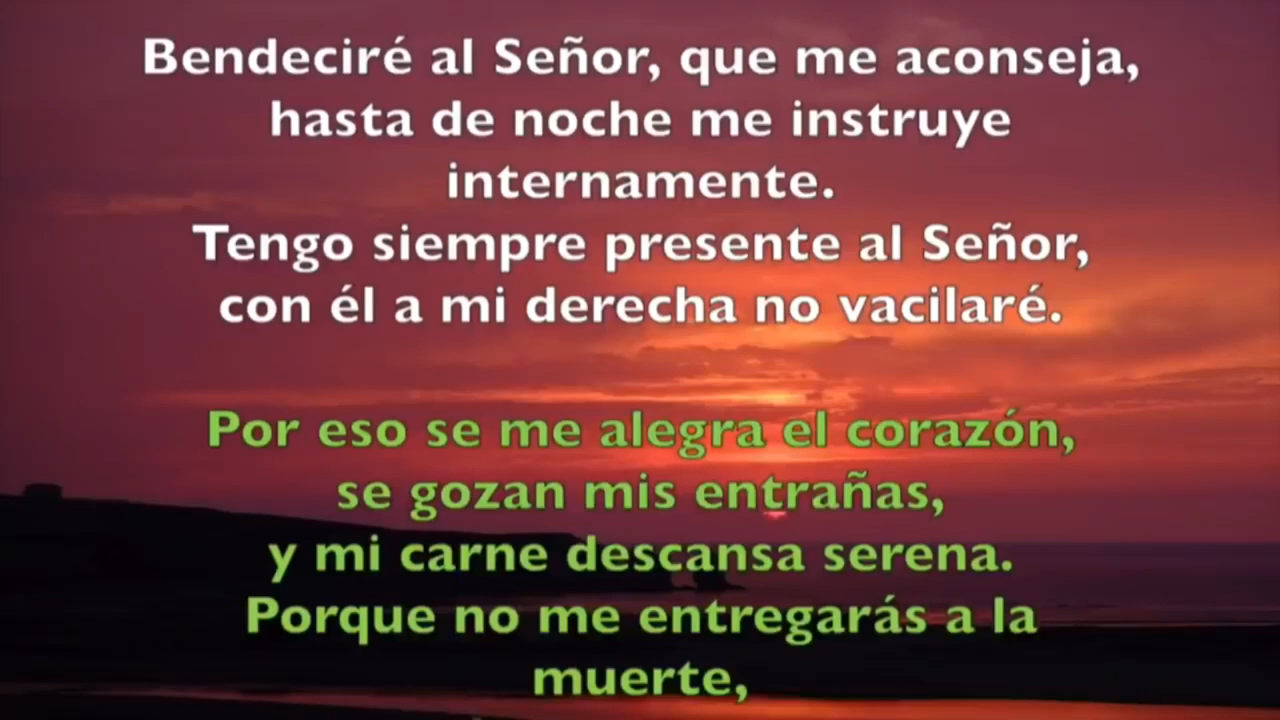 Bendeciré al Señor, que me aconseja,
hasta de noche me instruye
internamente.
Tengo siempre presente al Señor,
con él a mi derecha no vacilaré.
Por eso se me alegra el corazón,
se gozan mis entrañas,
y mi carne descansa serena.
Porque no me entregarás a la
muerte,